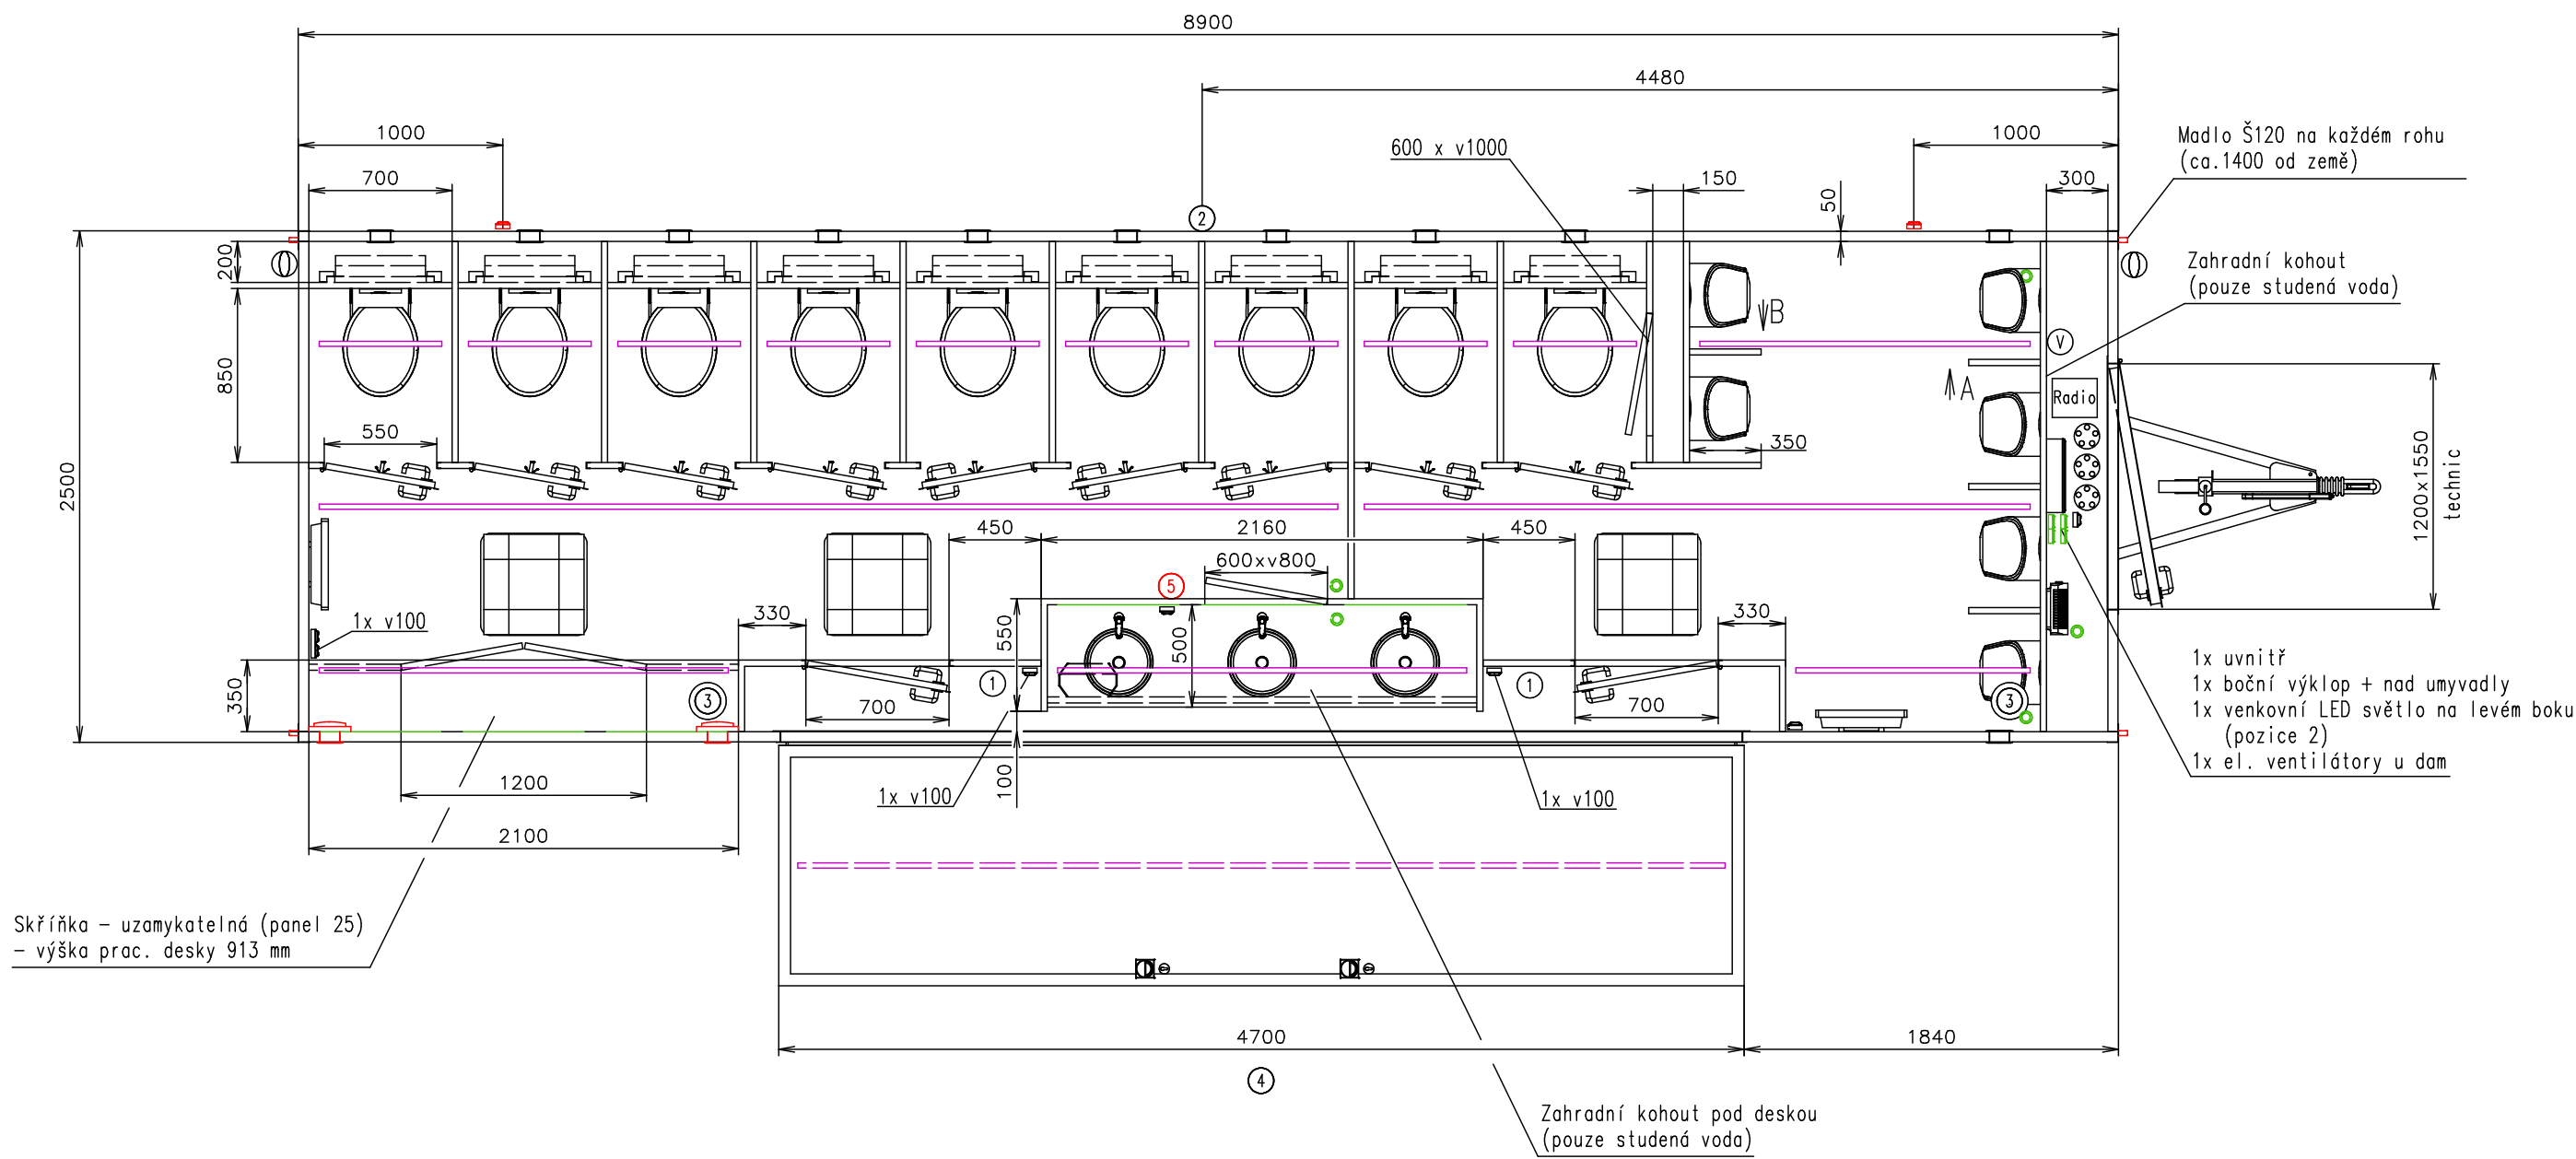 8900
4480
1000
1000
Madlo Š120 na každém rohu
(ca.1400 od země)
600 x v1000
700
150
50
300
2
200
Zahradní kohout
(pouze studená voda)
B
V
850
A
Radio
550
350
2500
1200x1550
technic
450
2160
450
600xv800
5
330
330
1x v100
550
500
1x uvnitř
1x boční výklop + nad umyvadly
1x venkovní LED světlo na levém boku
(pozice 2)
1x el. ventilátory u dam
350
3
1
1
3
700
700
1200
100
1x v100
1x v100
2100
Skříňka – uzamykatelná (panel 25)
– výška prac. desky 913 mm
4700
1840
4
Zahradní kohout pod deskou
(pouze studená voda)